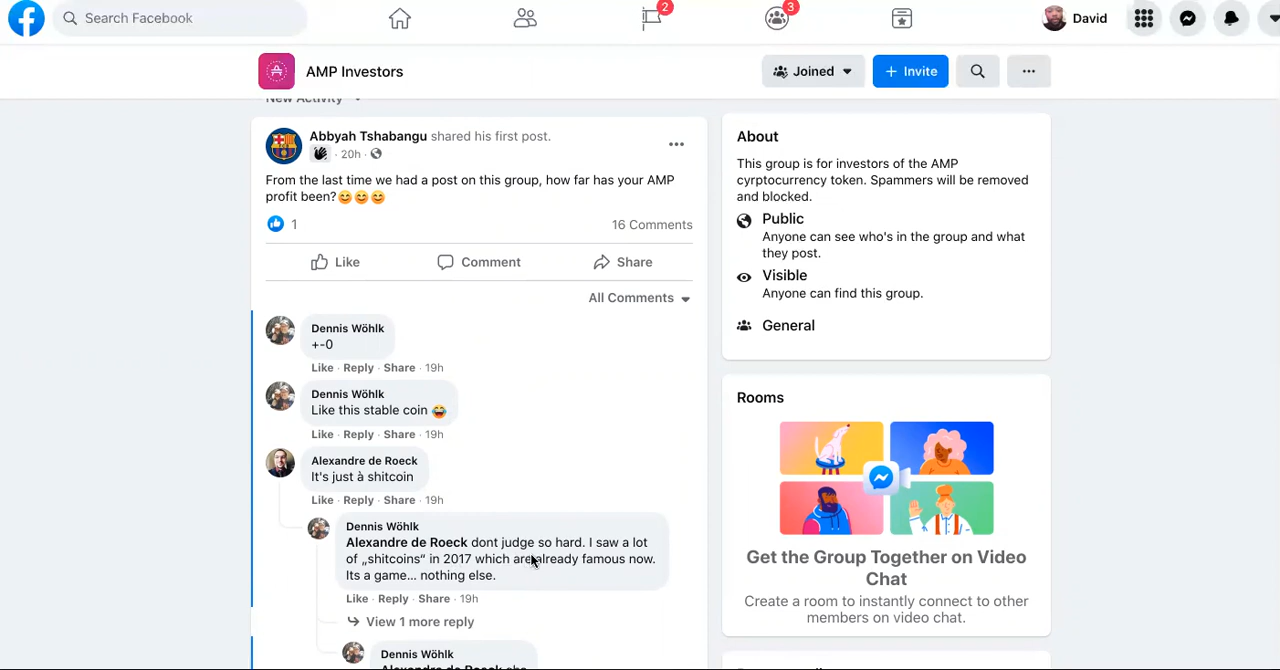 Search Facebook
2
3
David
AMP Investors
Joined
+ Invite
New Activity
Abbyah Tshabangu shared his first post.
· 20h ·
From the last time we had a post on this group, how far has your AMP
profit been?😊😊😊
1
16 Comments
Like
Comment
Share
All Comments
Dennis Wöhlk
+-0
Like · Reply · Share · 19h
Dennis Wöhlk
Like this stable coin 😂
Like · Reply · Share · 19h
Alexandre de Roeck
It's just à shitcoin
Like · Reply · Share · 19h
Dennis Wöhlk
Alexandre de Roeck dont judge so hard. I saw a lot
of „shitcoins“ in 2017 which are already famous now.
Its a game... nothing else.
Like · Reply · Share · 19h
View 1 more reply
Dennis Wöhlk
Alexandre de Roeck
About
This group is for investors of the AMP
cyrptocurrency token. Spammers will be removed
and blocked.
Public
Anyone can see who's in the group and what
they post.
Visible
Anyone can find this group.
General
Rooms
Get the Group Together on Video
Chat
Create a room to instantly connect to other
members on video chat.